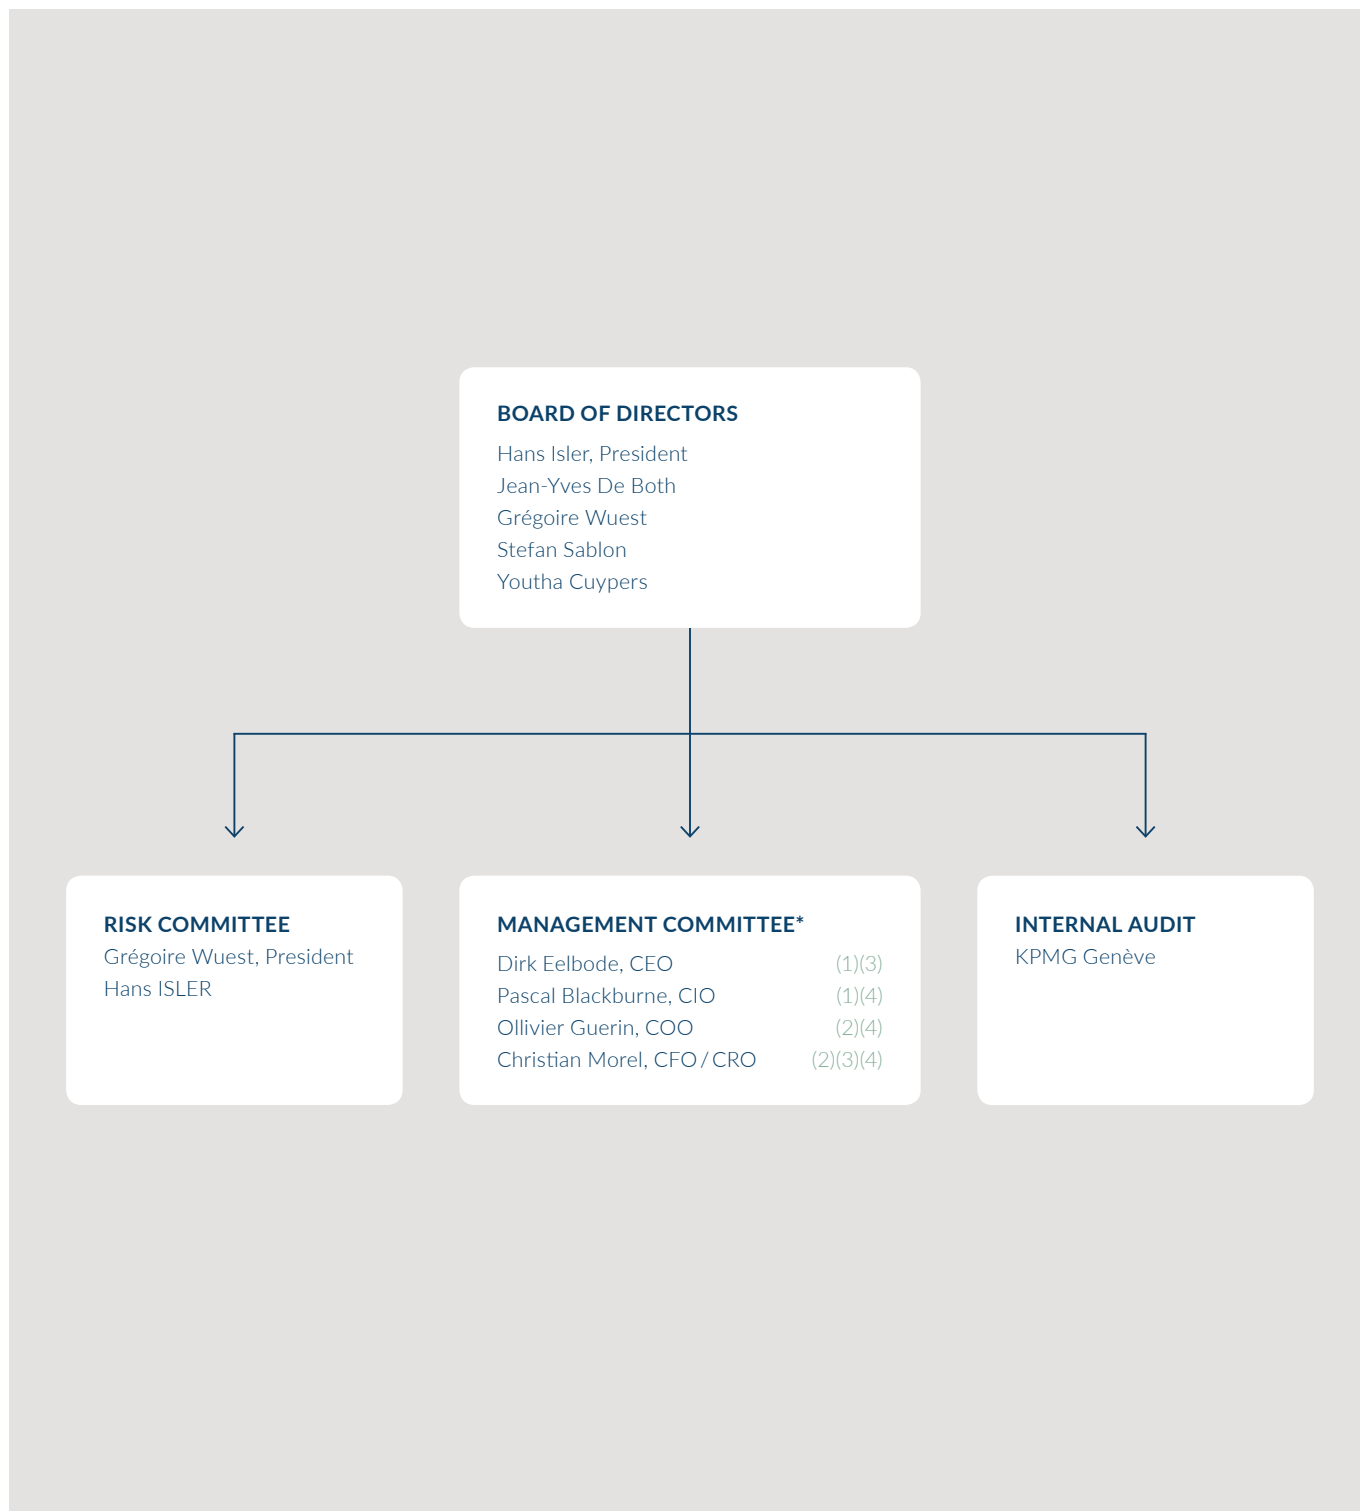 BOARD OF DIRECTORS
Hans Isler, President
Jean-Yves De Both
Grégoire Wuest
Stefan Sablon
Youtha Cuypers
RISK COMMITTEE
Grégoire Wuest, President
Hans ISLER
MANAGEMENT COMMITTEE*
Dirk Eelbode, CEO (1)(3)
Pascal Blackburne, CIO (1)(4)
Ollivier Guerin, COO (2)(4)
Christian Morel, CFO / CRO (2)(3)(4)
INTERNAL AUDIT
KPMG Genève